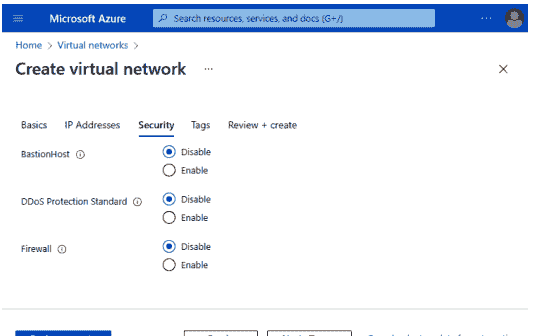 Microsoft Azure
Search resources, services, and docs (G+/)
Home > Virtual networks >
Create virtual network ...
Basics IP Addresses Security Tags Review + create
BastionHost
Disable
Enable
DDoS Protection Standard
Disable
Enable
Firewall
Disable
Enable